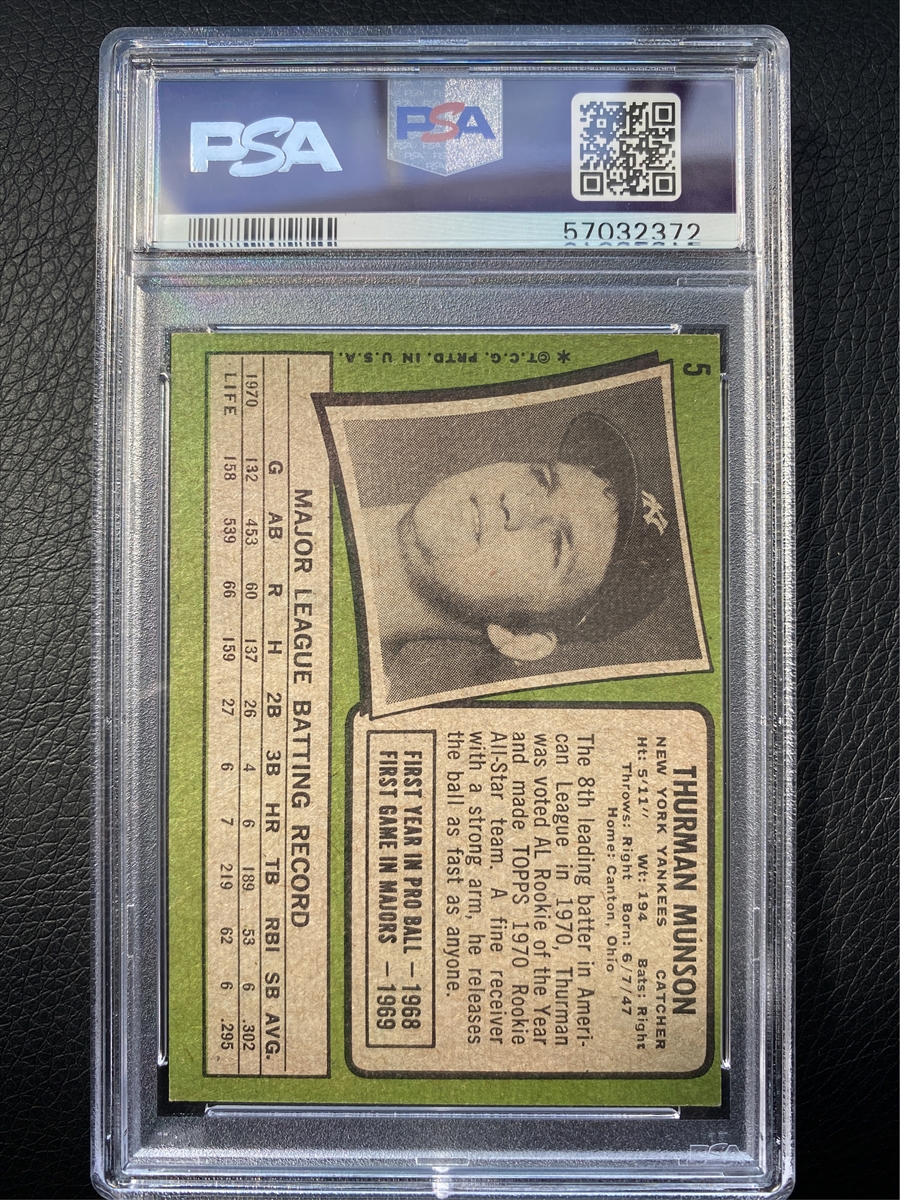 PSA
PSA
57032372
5
*©T.C.G. PRTD. IN U.S.A.
THURMAN MUNSON
NEW YORK YANKEES CATCHER
Ht: 5'11" Wt: 194 Bats: Right
Throws: Right Born: 6/7/47
Home: Canton, Ohio
The 8th leading batter in Ameri-
can League in 1970, Thurman
was voted AL Rookie of the Year
and made TOPPS 1970 Rookie
All-Star team. A fine receiver
with a strong arm, he releases
the ball as fast as anyone.
FIRST YEAR IN PRO BALL — 1968
FIRST GAME IN MAJORS — 1969
MAJOR LEAGUE BATTING RECORD
G AB R H 2B 3B HR TB RBI SB AVG.
1970 132 453 60 137 26 4 6 189 53 6 .302
LIFE 158 539 66 159 27 6 7 219 62 6 .295
PSA